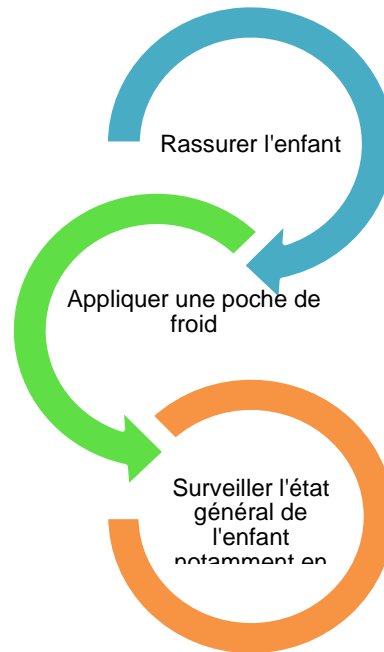 Rassurer l'enfant
Appliquer une poche de
froid
Surveiller l'état
général de
l'enfant
notamment en